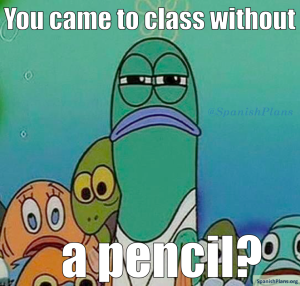 You came to class without
@SpanishPlans
a pencil?
SpanishPlans.org